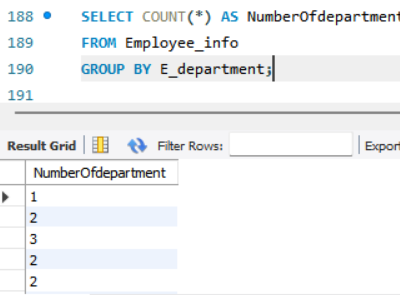 188 SELECT COUNT(*) AS NumberOfdepartment
189 FROM Employee_info
190 GROUP BY E_department;
191
Result Grid Filter Rows: Export
NumberOfdepartment
1
2
3
2
2